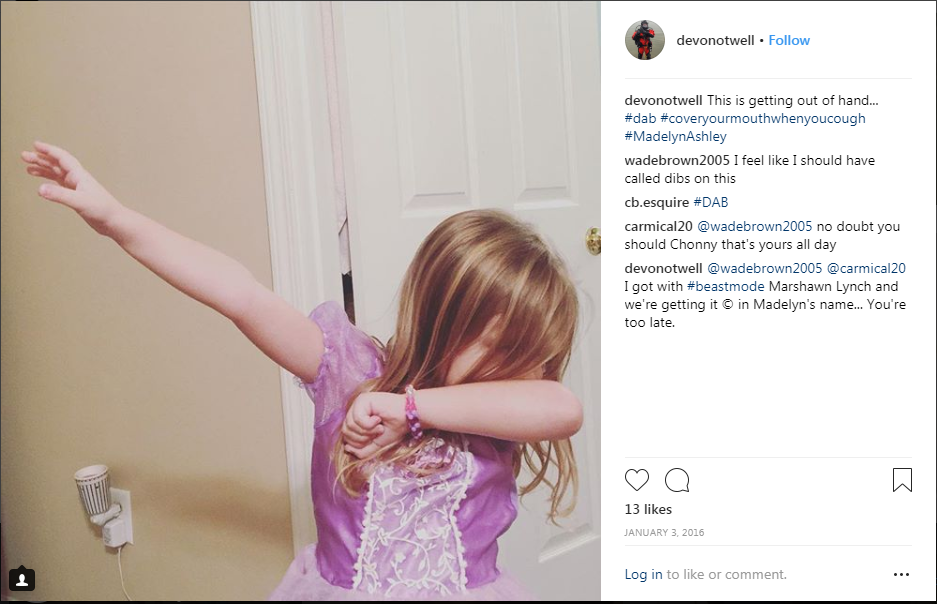 devonotwell • Follow
devonotwell This is getting out of hand...
#dab #coveryourmouthwhenyoucough
#MadelynAshley
wadebrown2005 I feel like I should have
called dibs on this
cb.esquire #DAB
carmical20 @wadebrown2005 no doubt you
should Chonny that's yours all day
devonotwell @wadebrown2005 @carmical20
I got with #beastmode Marshawn Lynch and
we're getting it © in Madelyn's name... You're
too late.
13 likes
JANUARY 3, 2016
Log in to like or comment.